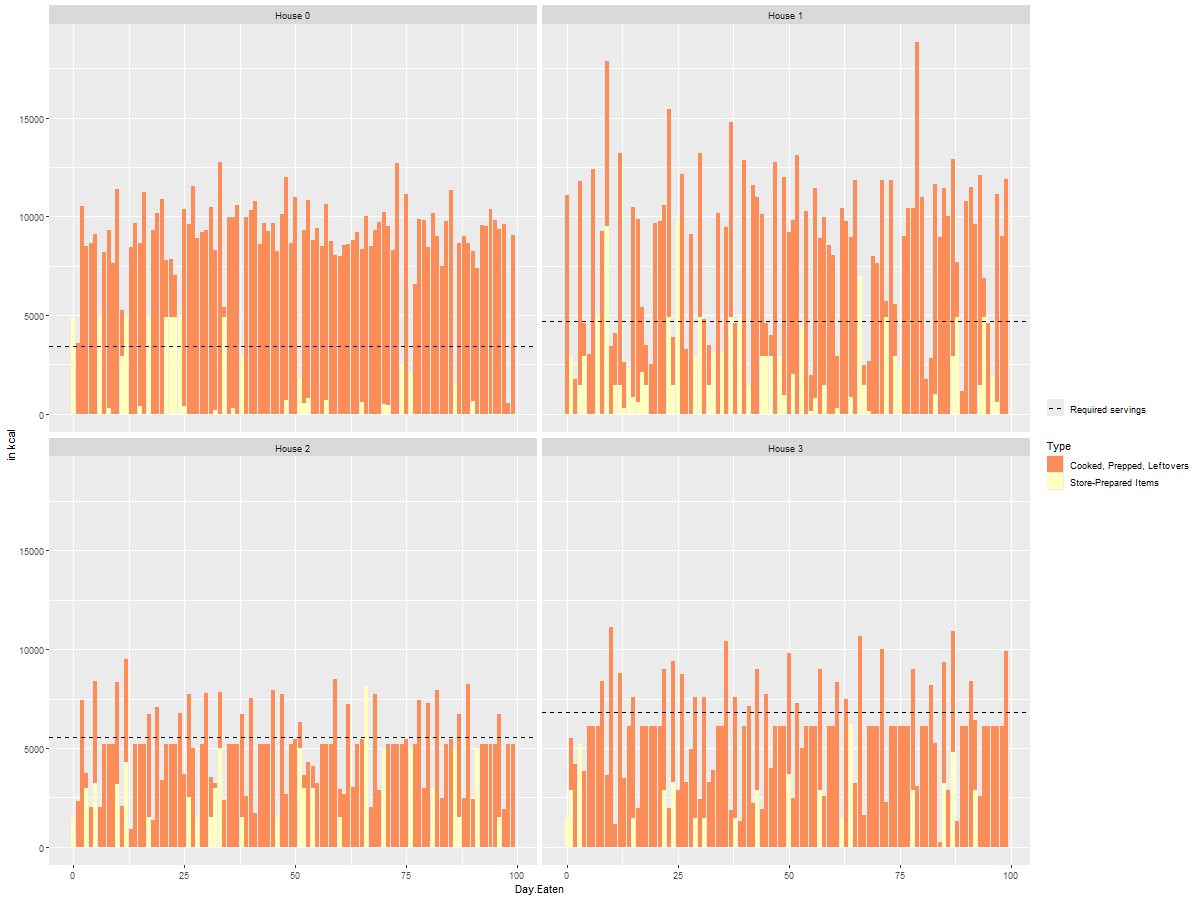 House 0
House 1
15000
10000
5000
0
in kcal
House 2
House 3
15000
10000
5000
0
0
25
50
75
100
0
25
50
75
100
Day.Eaten
Required servings
Type
Cooked, Prepped, Leftovers
Store-Prepared Items